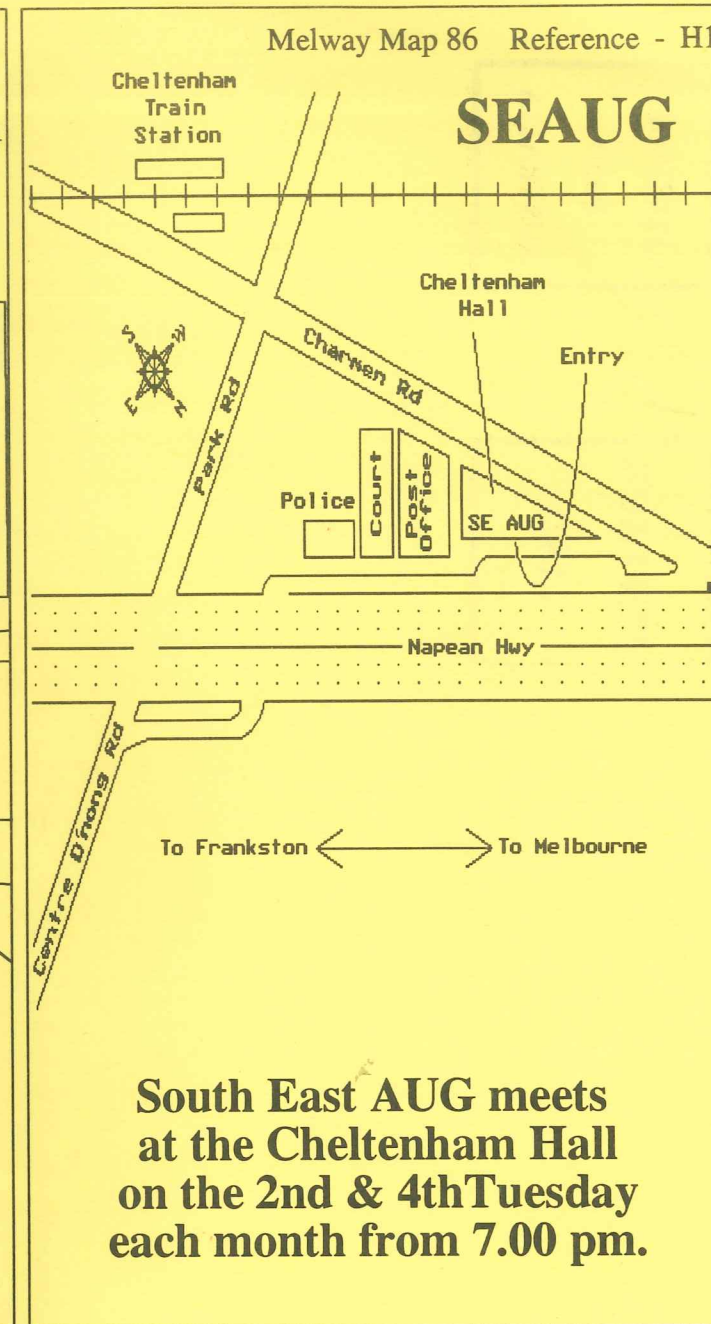 Melway Map 86 Reference - H1
SEAUG
Cheltenham
Train
Station
Cheltenham
Hall
Entry
S
W
E
N
Charmen Rd
Park Rd
Police
Court
Post
Office
SE AUG
Napean Hwy
Centre D'nong Rd
To Frankston
To Melbourne
South East AUG meets
at the Cheltenham Hall
on the 2nd & 4thTuesday
each month from 7.00 pm.